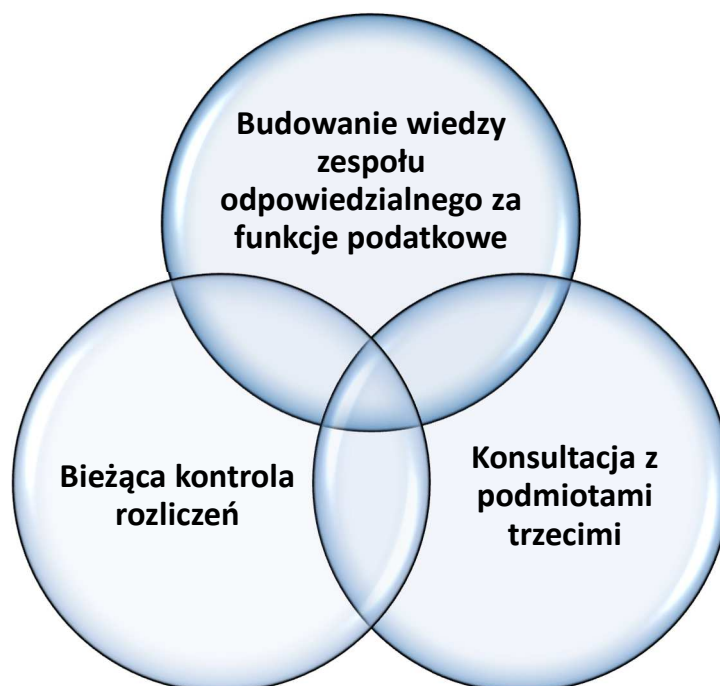 Budowanie wiedzy
zespołu
odpowiedzialnego za
funkcje podatkowe
Bieżąca kontrola
rozliczeń
Konsultacja z
podmiotami
trzecimi